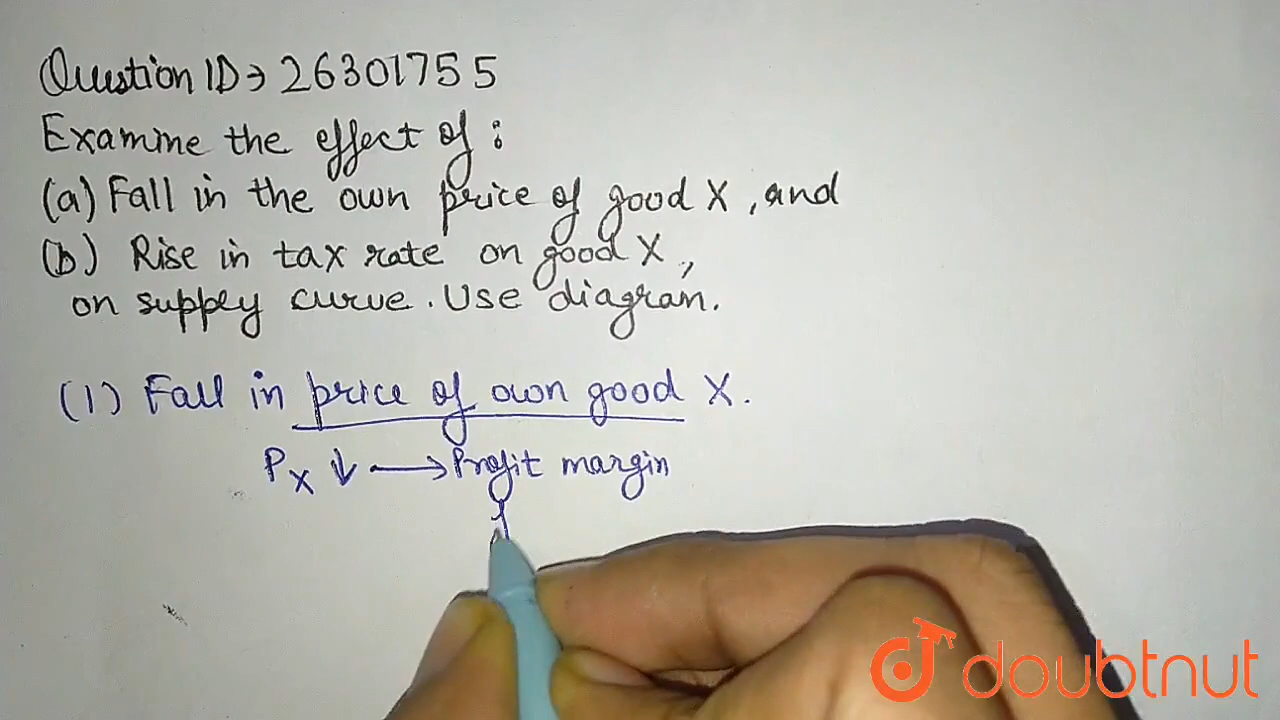 Question ID → 26301755
Examine the effect of :
(a) Fall in the own price of good X, and
(b) Rise in tax rate on good X,
on supply curve. Use diagram.
(1) Fall in price of own good X.
Px ↓ → Profit margin
doubtnut